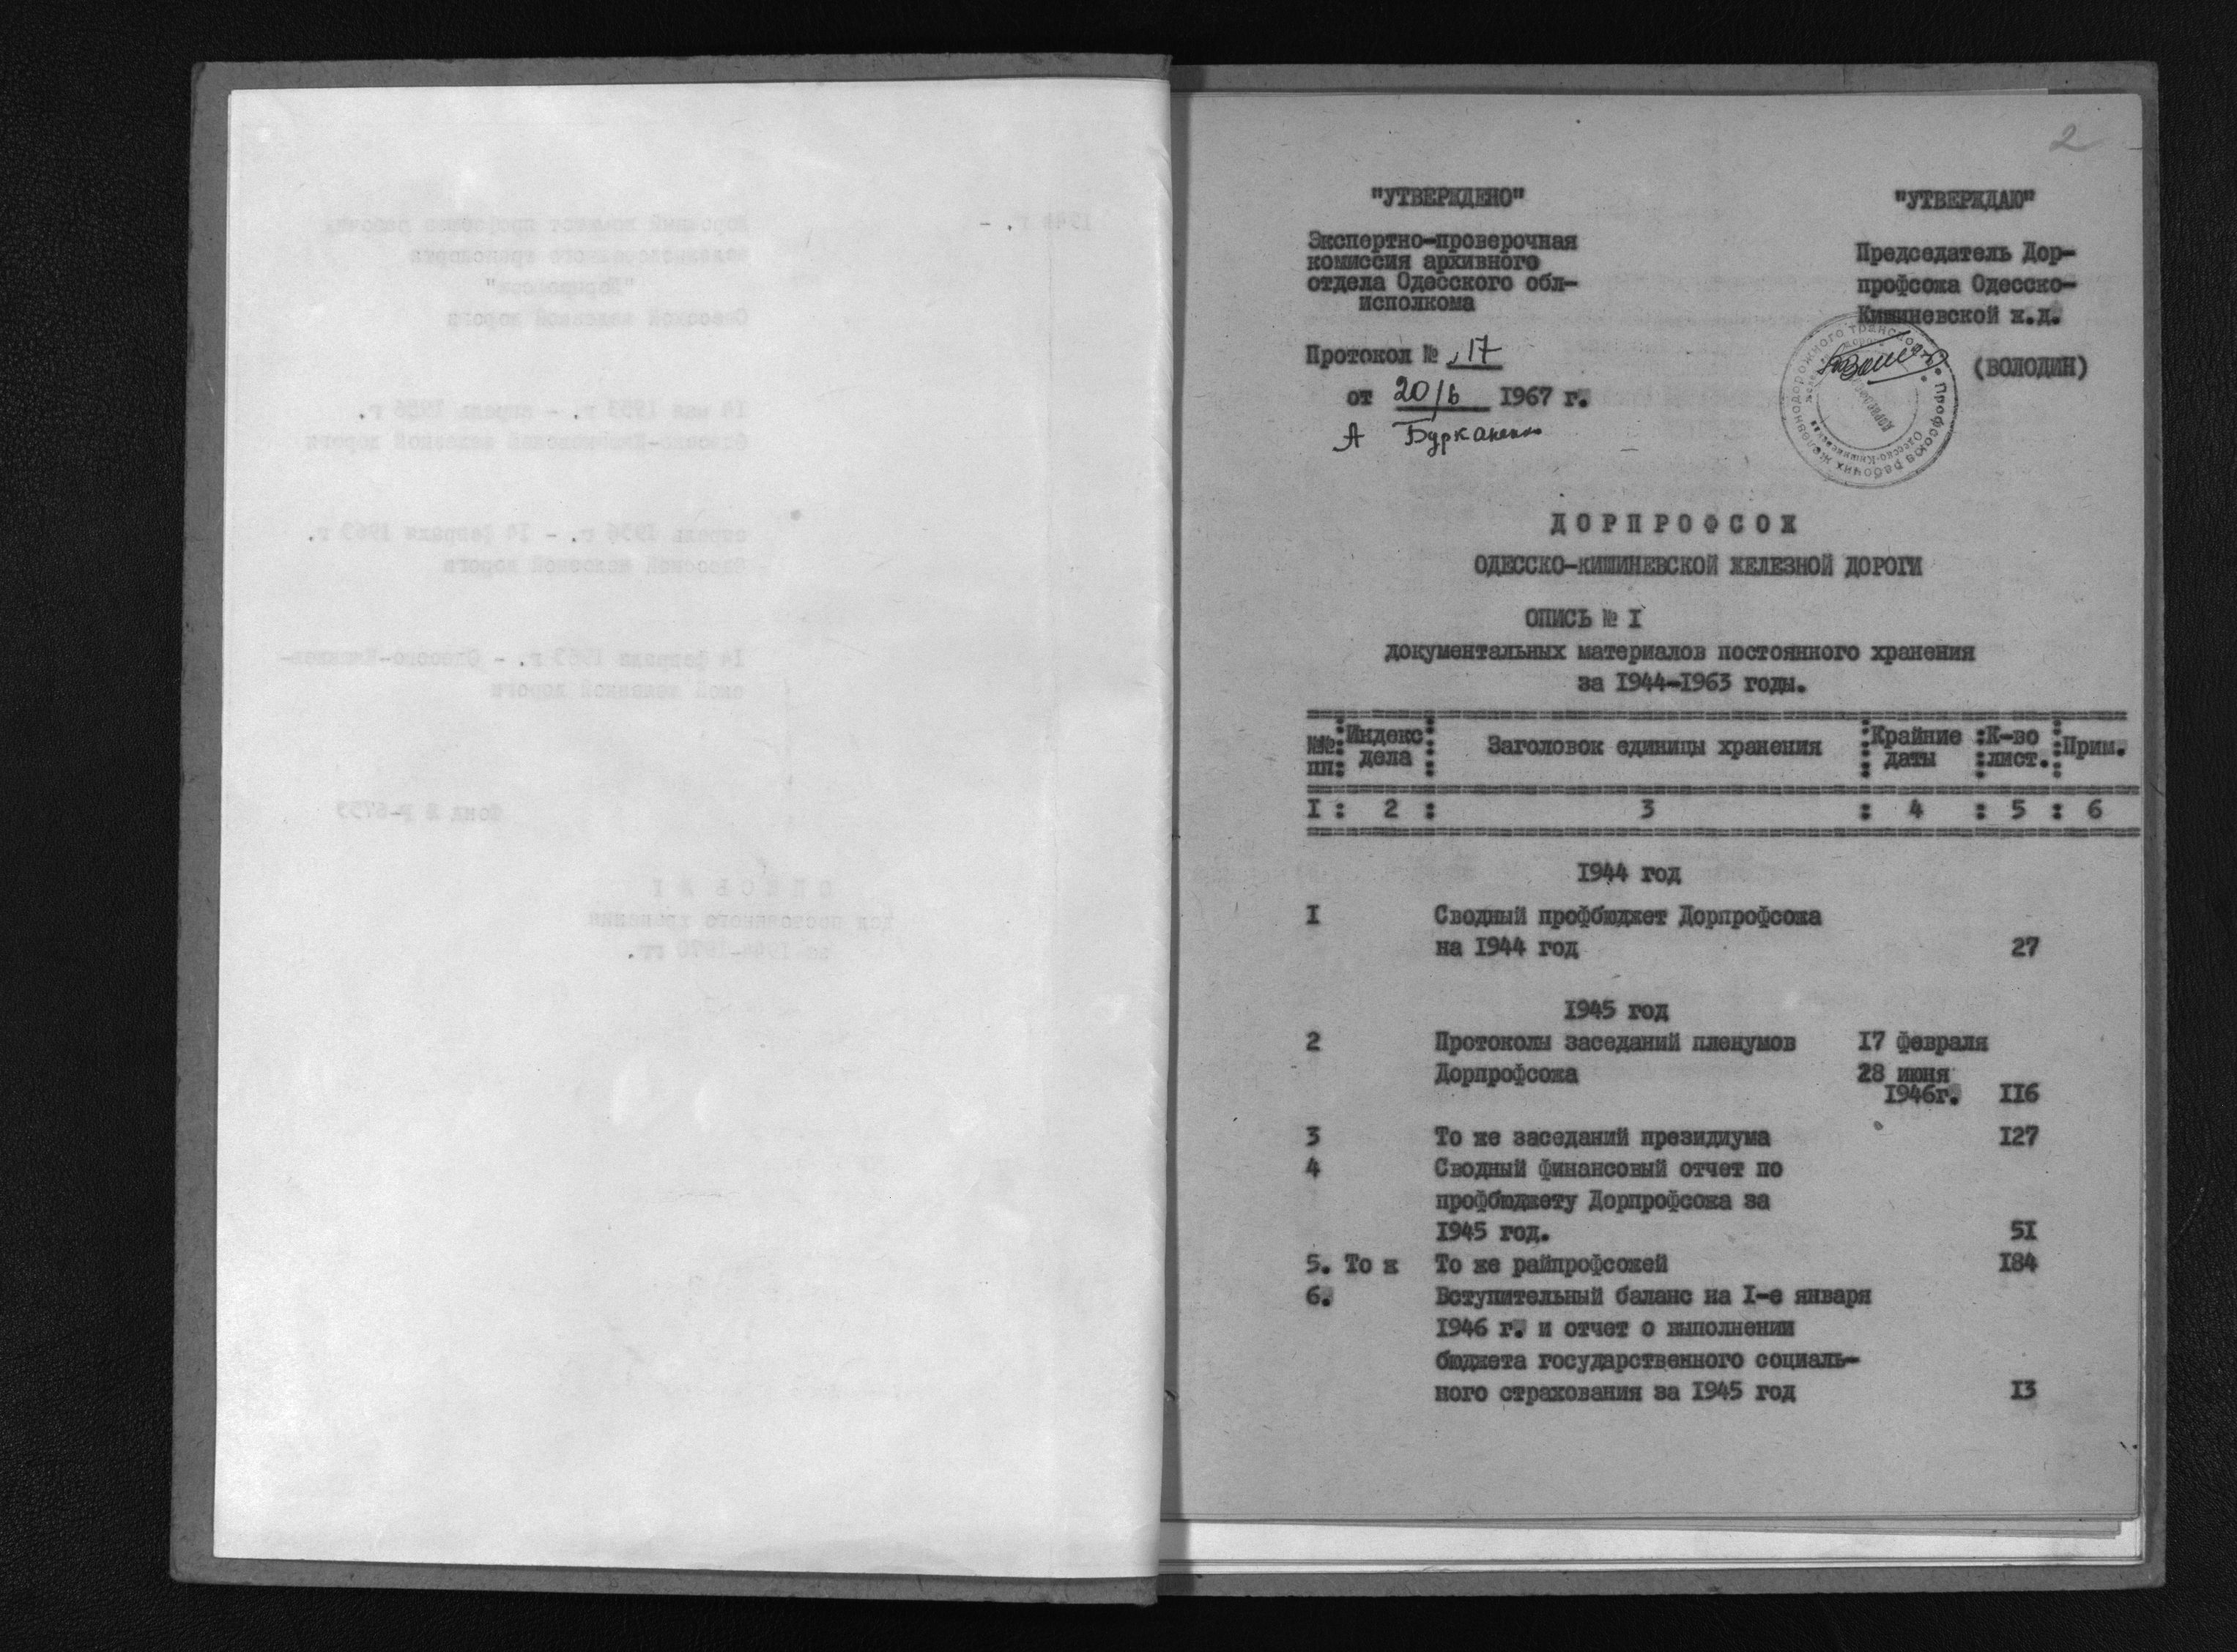 2
"УТВЕРЖДЕНО"
Экспертно-проверочная
комиссия архивного
отдела Одесского обл-
исполкома
Протокол № 17
от 20/6 1967 г.
А Бурканенко
"УТВЕРЖДАЮ"
Председатель Дор-
профсожа Одесско-
Кишиневской ж.д.
(ВОЛОДИН)
ДОРПРОФСОЖ
ОДЕССКО-КИШИНЕВСКОЙ ЖЕЛЕЗНОЙ ДОРОГИ
ОПИСЬ № I
документальных материалов постоянного хранения
за 1944-1963 годы.
№№ пп: Индекс дела : Заголовок единицы хранения : Крайние даты : К-во лист. : Прим.
I : 2 : 3 : 4 : 5 : 6
1944 год
I Сводный профбюджет Дорпрофсожа
на 1944 год 27
1945 год
2 Протоколы заседаний пленумов 17 февраля
Дорпрофсожа 28 июня
1946г. II6
3 То же заседаний президиума I27
4 Сводный финансовый отчет по
профбюджету Дорпрофсожа за
1945 год. 5I
5. То ж То же райпрофсожей I84
6. Вступительный баланс на I-е января
1946 г. и отчет о выполнении
бюджета государственного социаль-
ного страхования за 1945 год I3